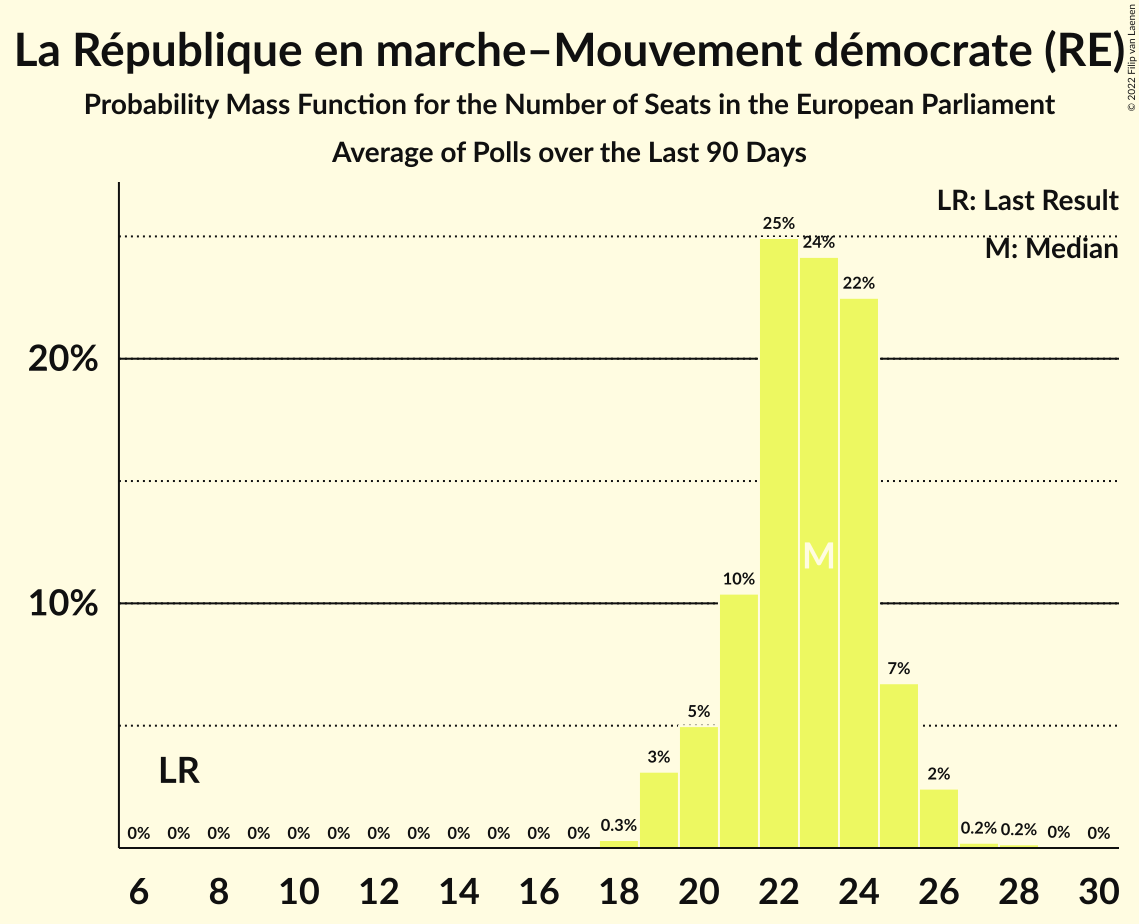 La République en marche–Mouvement démocrate (RE)
© 2022 Filip van Laenen
Probability Mass Function for the Number of Seats in the European Parliament
Average of Polls over the Last 90 Days
LR: Last Result
M: Median
25%
24%
22%
20%
M
10%
10%
7%
5%
3%
2%
LR
0% 0% 0% 0% 0% 0% 0% 0% 0% 0% 0% 0% 0.3% 0.2% 0.2% 0% 0%
6 8 10 12 14 16 18 20 22 24 26 28 30